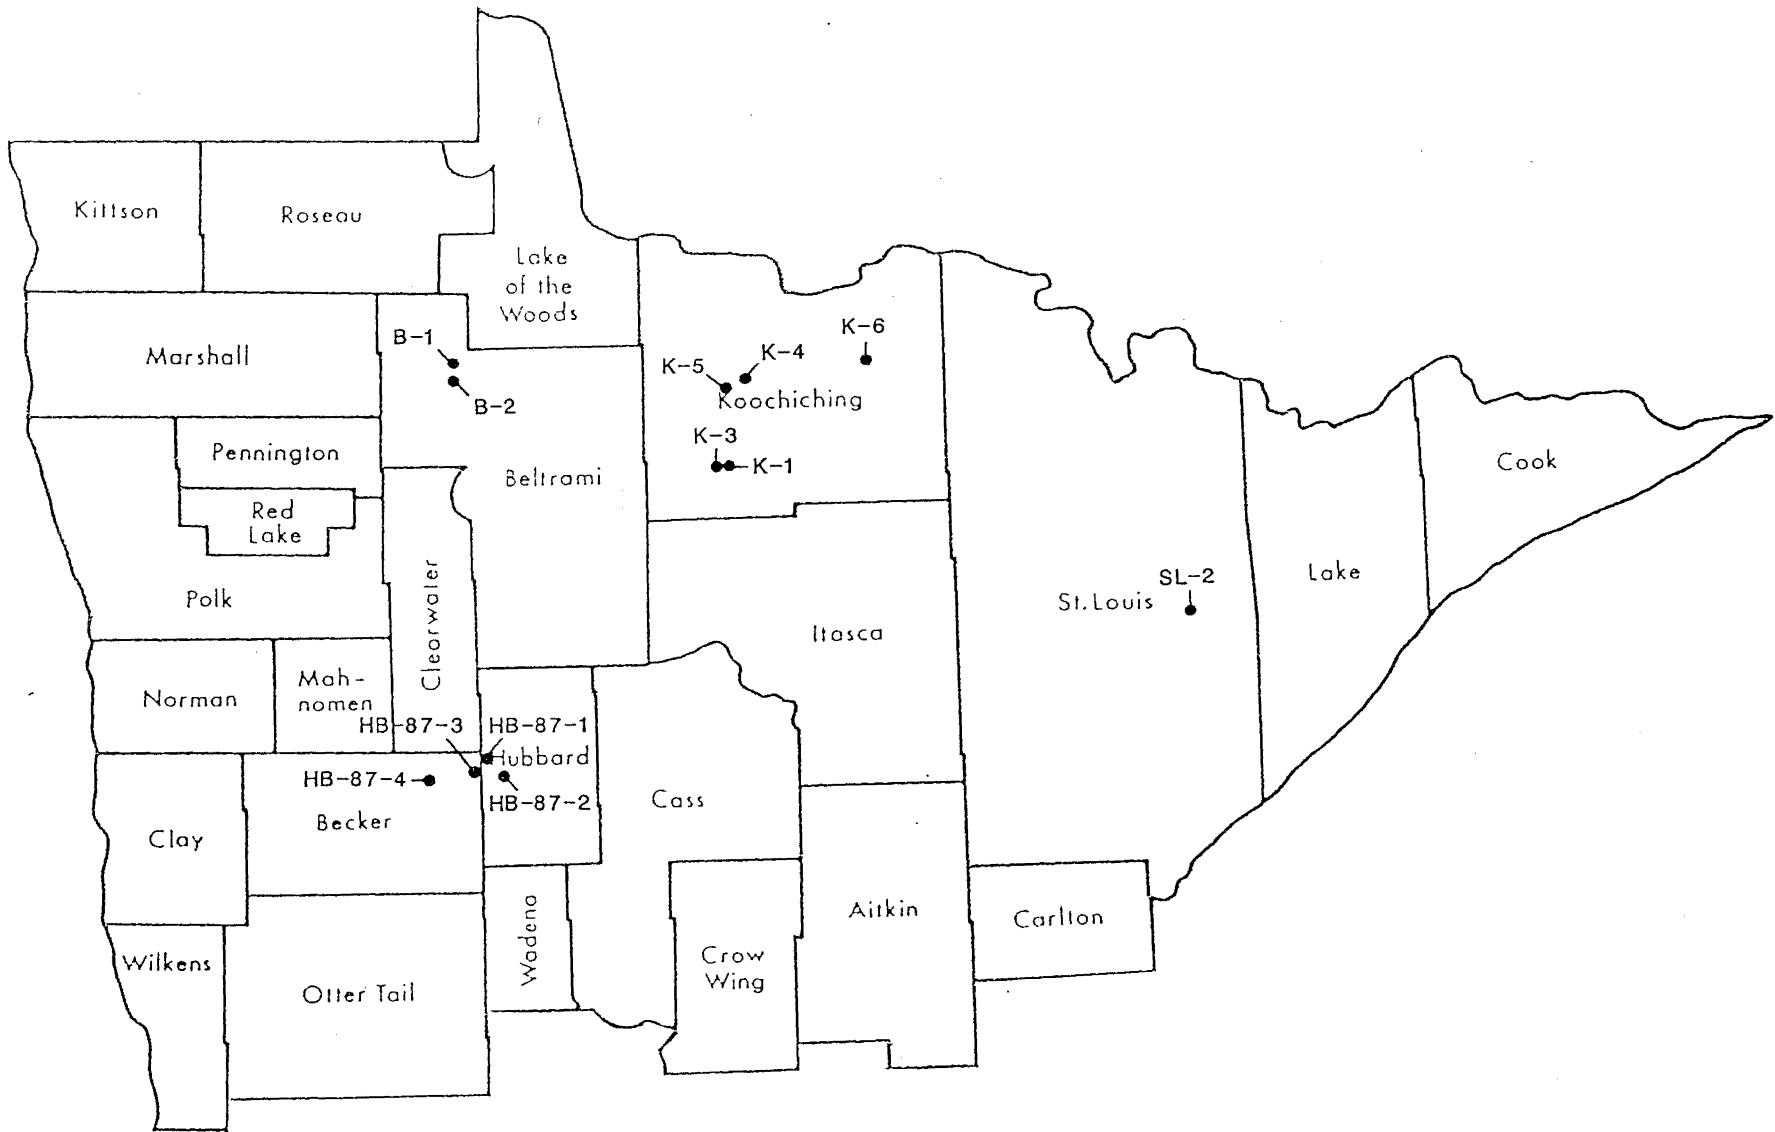 Kittson
Roseau
Lake
of the
Woods
Marshall
B-1
B-2
K-6
K-5
K-4
Koochiching
K-3
K-1
Pennington
Red
Lake
Beltrami
Cook
Polk
Clearwater
Itasca
St. Louis
SL-2
Lake
Norman
Mah-
nomen
HB-87-3
HB-87-1
Hubbard
HB-87-4
HB-87-2
Becker
Cass
Clay
Wilkens
Otter Tail
Wadena
Crow
Wing
Aitkin
Carlton